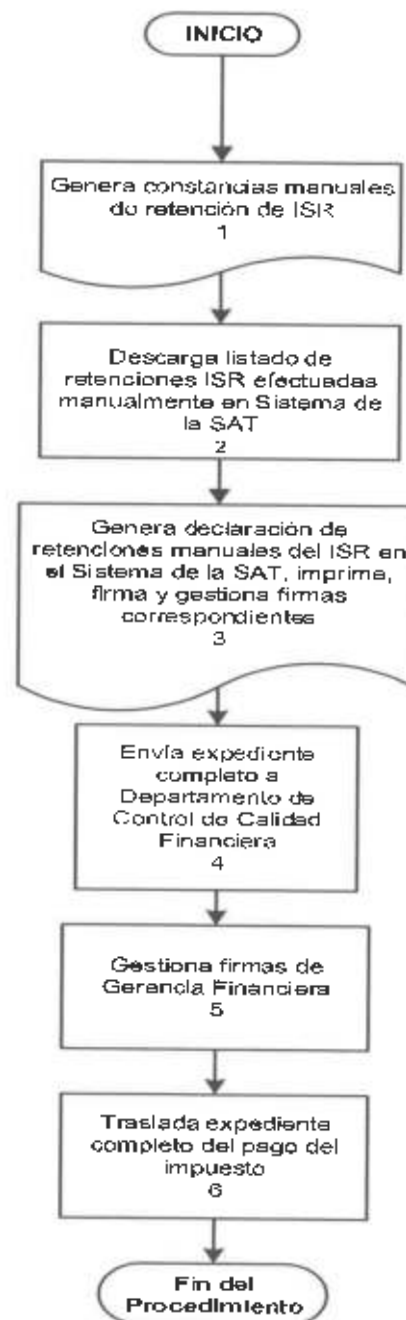 INICIO
Genera constancias manuales
do retención de ISR
1
Descarga listado de
retenciones ISR efectuadas
manualmente en Sistema de
la SAT
2
Genera declaración de
retenciones manuales del ISR en
el Sistema de la SAT, imprime,
firma y gestiona firmas
correspondientes
3
Envía expediente
completo a
Departamento de
Control de Calidad
Financiera
4
Gestiona firmas de
Gerencia Financiera
5
Traslada expediente
completo del pago del
impuesto
6
Fin del
Procedimiento